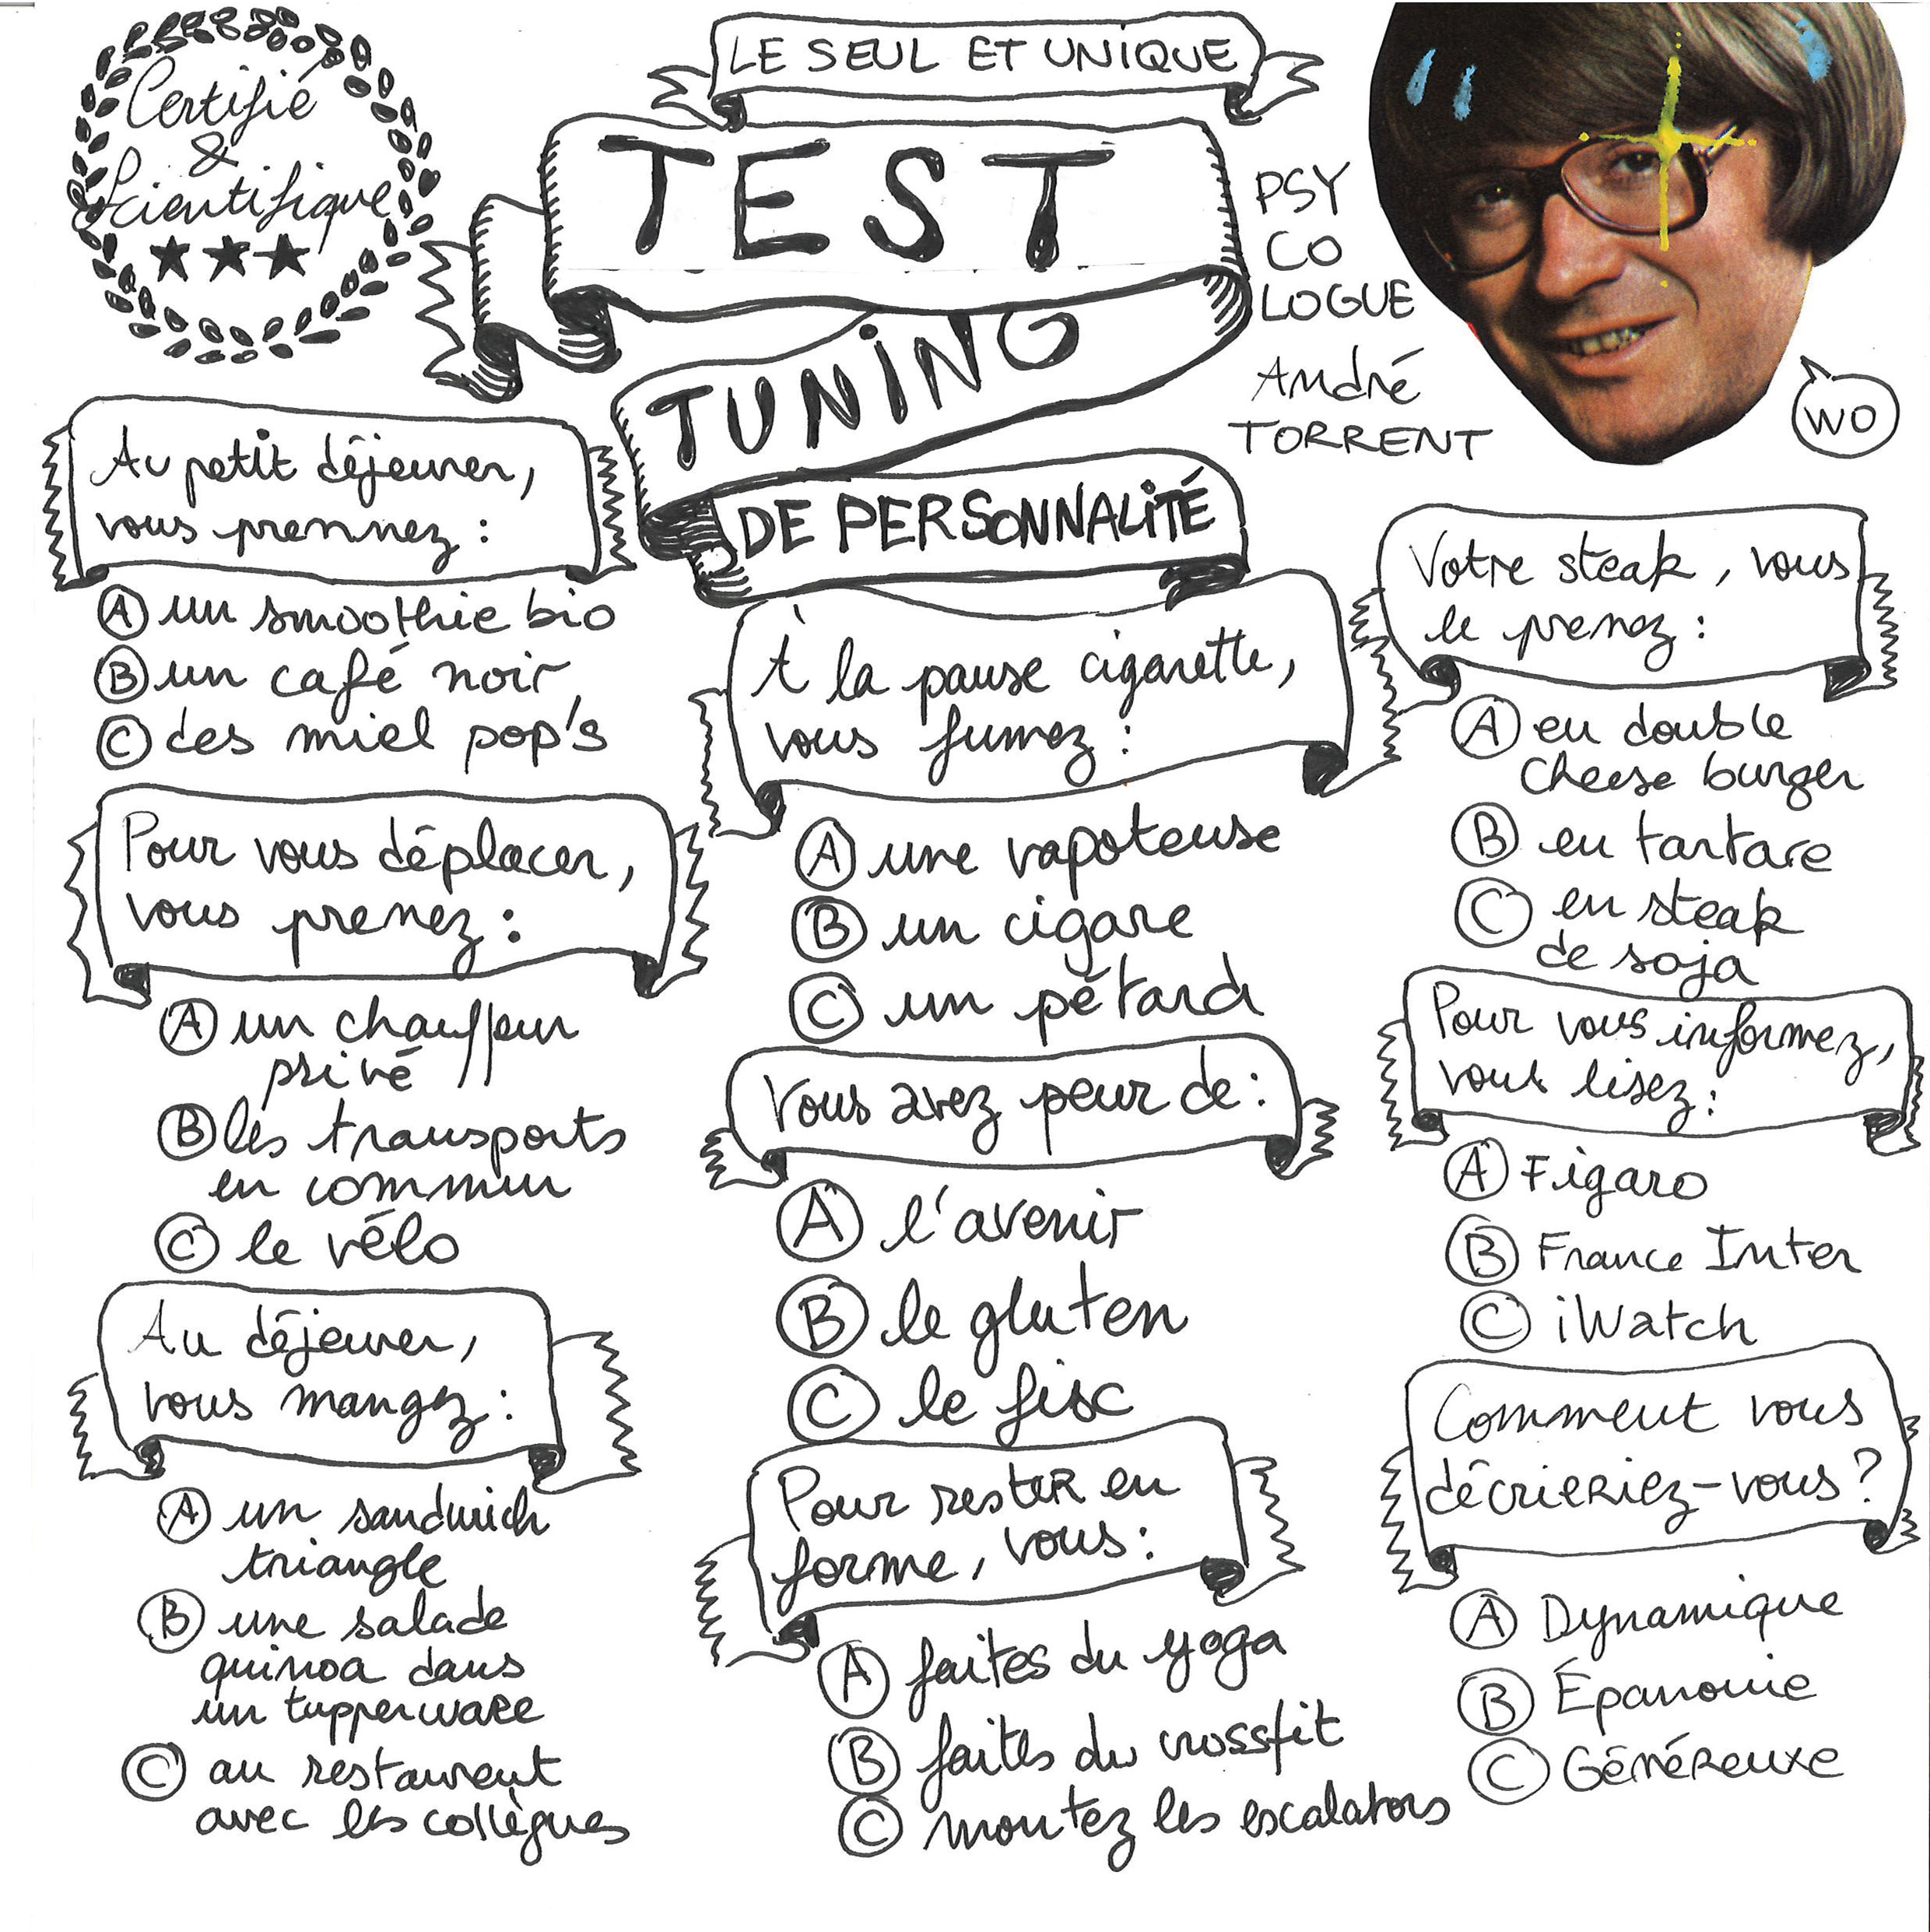 Certifié
&
Scientifique
LE SEUL ET UNIQUE
TEST
TUNING
DE PERSONNALITÉ
PSY
CO
LOGUE
André
TORRENT
WO
Au petit déjeuner,
vous prennez :
A un smoothie bio
B un café noir
C des miel pop's
Pour vous déplacer,
vous prenez :
A un chauffeur
privé
B les transports
en commun
C le vélo
Au déjeuner,
vous mangez :
A un sandwich
triangle
B une salade
quinoa dans
un tupperware
C au restaurent
avec les collègues
À la pause cigarette,
vous fumez :
A une vapoteuse
B un cigare
C un pétard
Vous avez peur de :
A l'avenir
B le gluten
C le fisc
Pour rester en
forme, vous :
A faites du yoga
B faites du crossfit
C montez les escalators
Votre steak, vous
le prenez :
A en double
Cheese burger
B en tartare
C en steak
de soja
Pour vous informez,
vous lisez :
A Figaro
B France Inter
C iWatch
Comment vous
décrieriez-vous ?
A Dynamique
B Épanouie
C Généreuxe